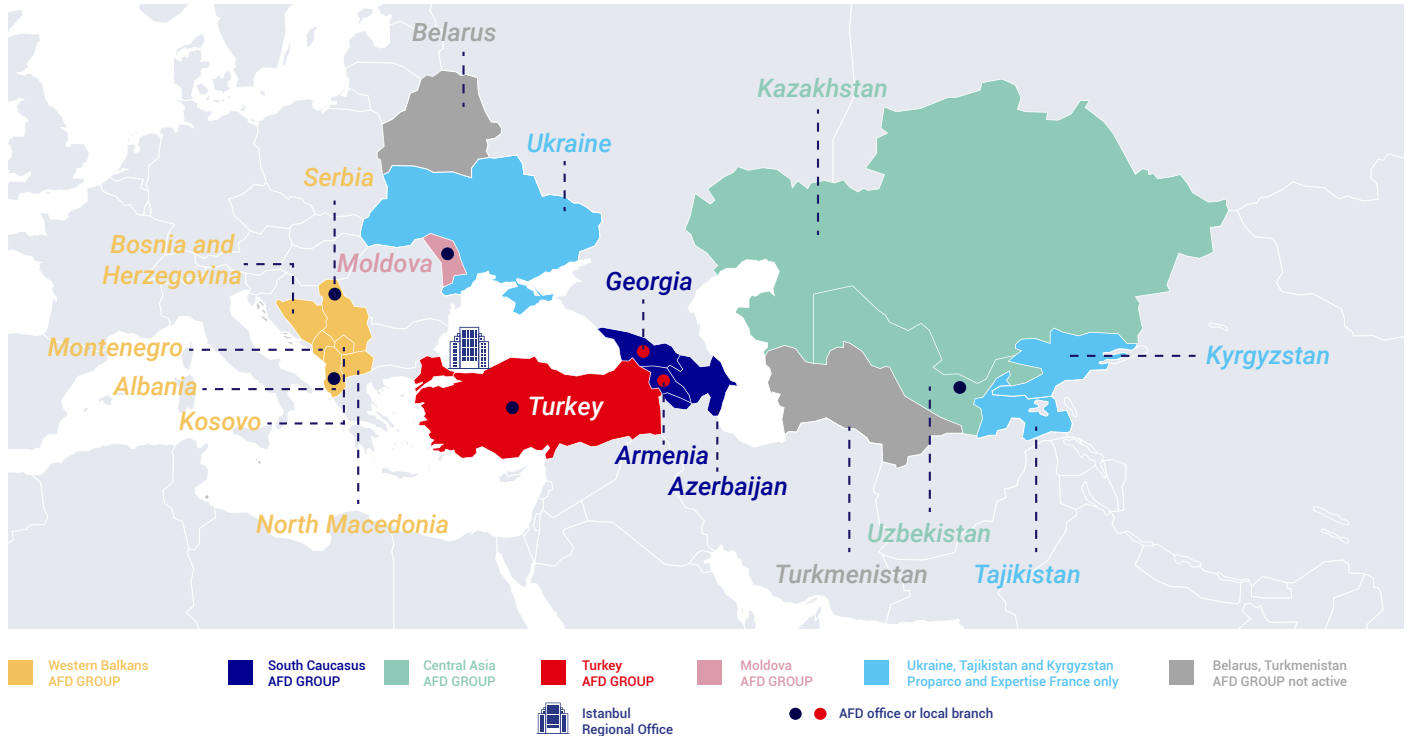 Belarus
Kazakhstan
Ukraine
Serbia
Bosnia and
Herzegovina
Moldova
Georgia
Montenegro
Kyrgyzstan
Albania
Turkey
Kosovo
Armenia
Azerbaijan
North Macedonia
Uzbekistan
Turkmenistan
Tajikistan
Western Balkans
AFD GROUP
South Caucasus
AFD GROUP
Central Asia
AFD GROUP
Turkey
AFD GROUP
Moldova
AFD GROUP
Ukraine, Tajikistan and Kyrgyzstan
Proparco and Expertise France only
Belarus, Turkmenistan
AFD GROUP not active
Istanbul
Regional Office
AFD office or local branch